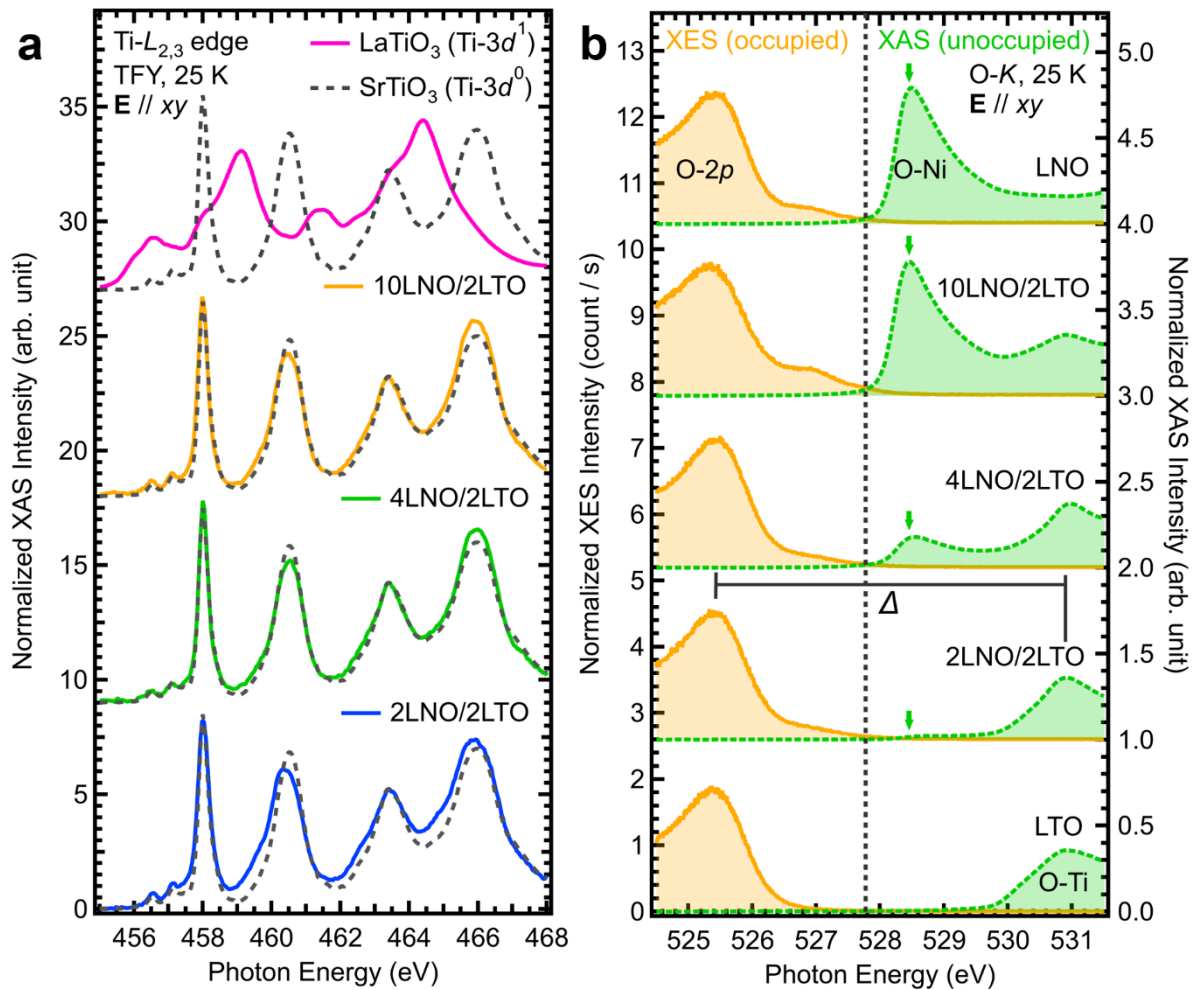 a
Ti-L2,3 edge
TFY, 25 K
E // xy
LaTiO3 (Ti-3d1)
SrTiO3 (Ti-3d0)
10LNO/2LTO
4LNO/2LTO
2LNO/2LTO
Normalized XAS Intensity (arb. unit)
35
30
25
20
15
10
5
0
456 458 460 462 464 466 468
Photon Energy (eV)
b
XES (occupied)
XAS (unoccupied)
O-K, 25 K
E // xy
O-2p
O-Ni
LNO
10LNO/2LTO
4LNO/2LTO
Δ
2LNO/2LTO
LTO
O-Ti
Normalized XES Intensity (count / s)
13
12
11
10
9
8
7
6
5
4
3
2
1
0
Normalized XAS Intensity (arb. unit)
5.0
4.5
4.0
3.5
3.0
2.5
2.0
1.5
1.0
0.5
0.0
525 526 527 528 529 530 531
Photon Energy (eV)